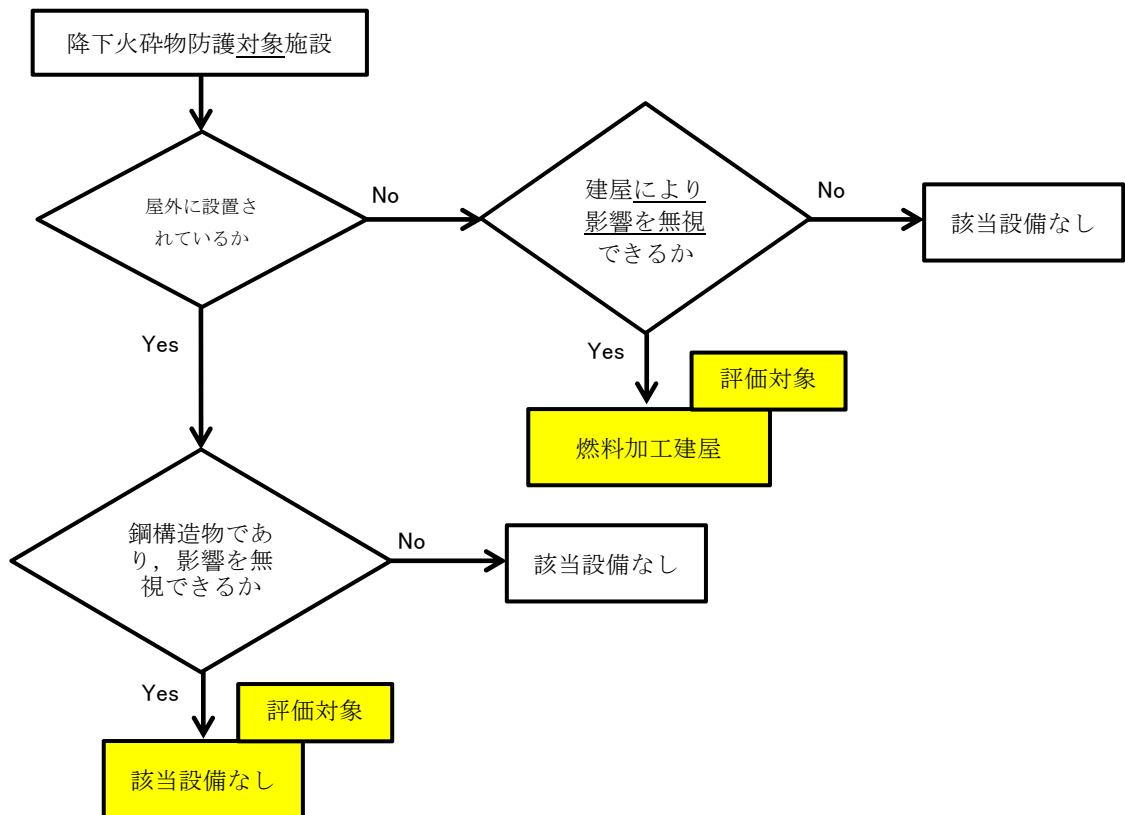 降下火砕物防護対象施設
屋外に設置さ
れているか
No
建屋により
影響を無視
できるか
No
該当設備なし
Yes
Yes
評価対象
燃料加工建屋
鋼構造物であ
り，影響を無
視できるか
No
該当設備なし
Yes
評価対象
該当設備なし